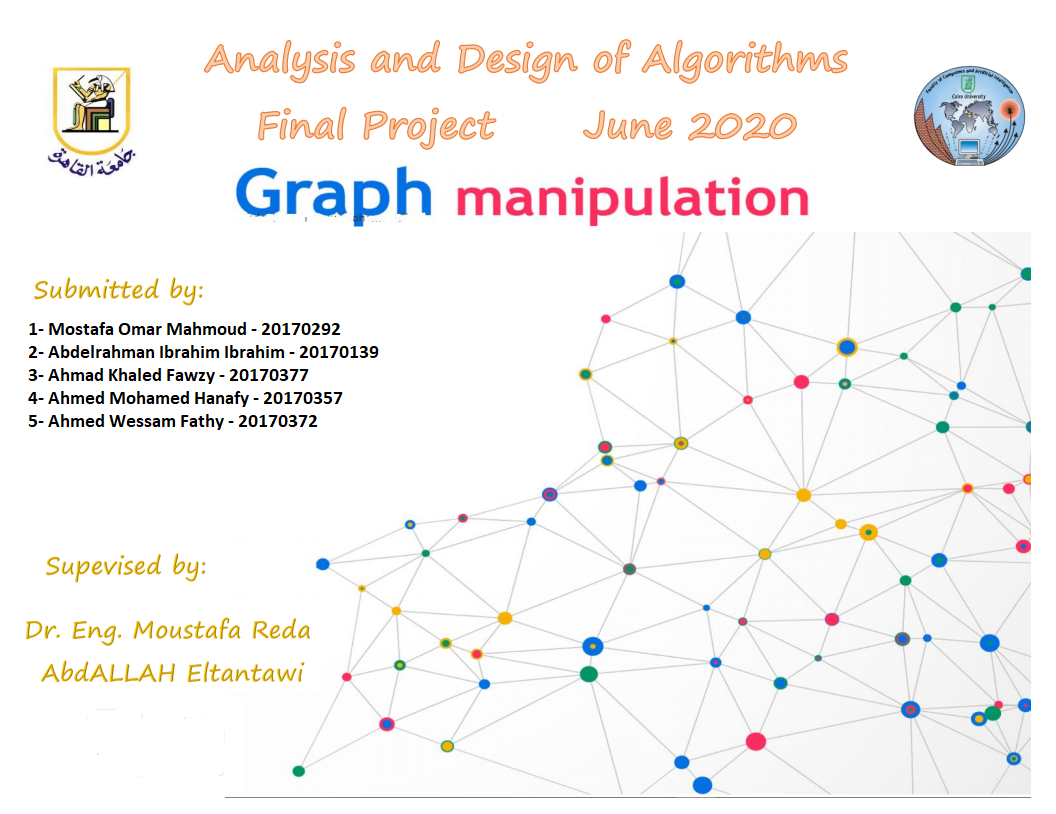 Analysis and Design of Algorithms
Final Project June 2020
Graph manipulation
جامعة القاهرة
Faculty of Computers and Artificial Intelligence
Cairo University
Submitted by:
1- Mostafa Omar Mahmoud - 20170292
2- Abdelrahman Ibrahim Ibrahim - 20170139
3- Ahmad Khaled Fawzy - 20170377
4- Ahmed Mohamed Hanafy - 20170357
5- Ahmed Wessam Fathy - 20170372
Supevised by:
Dr. Eng. Moustafa Reda
AbdALLAH Eltantawi